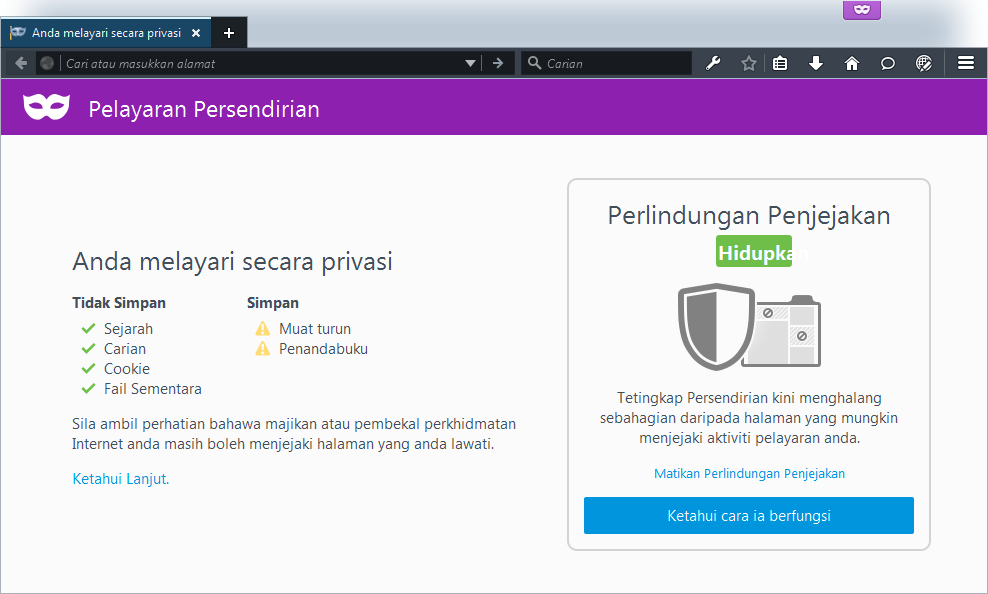 Anda melayari secara privasi
Cari atau masukkan alamat
Carian
Pelayaran Persendirian
Anda melayari secara privasi
Tidak Simpan
Sejarah
Carian
Cookie
Fail Sementara
Simpan
Muat turun
Penandabuku
Sila ambil perhatian bahawa majikan atau pembekal perkhidmatan
Internet anda masih boleh menjejaki halaman yang anda lawati.
Ketahui Lanjut.
Perlindungan Penjejakan
Hidupkan
Tetingkap Persendirian kini menghalang
sebahagian daripada halaman yang mungkin
menjejaki aktiviti pelayaran anda.
Matikan Perlindungan Penjejakan
Ketahui cara ia berfungsi